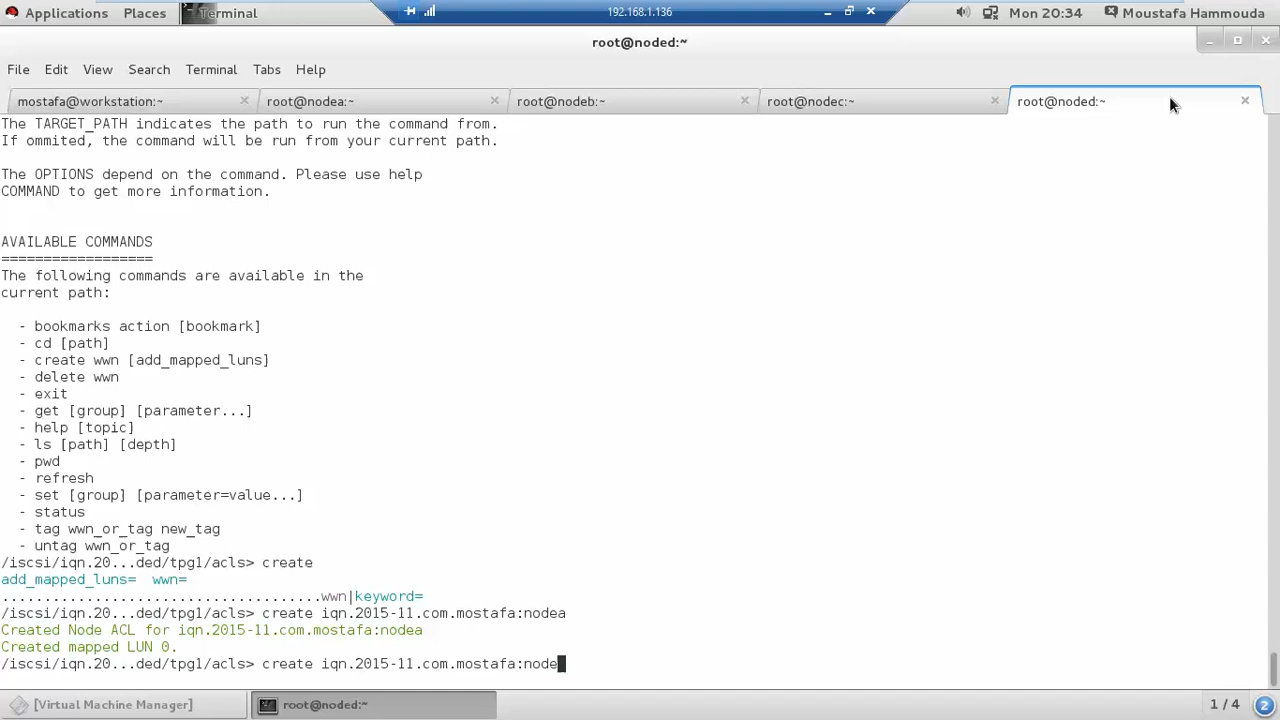 Applications Places Terminal 192.168.1.136 Mon 20:34 Moustafa Hammouda
root@noded:~
File Edit View Search Terminal Tabs Help
mostafa@workstation:~ root@nodea:~ root@nodeb:~ root@nodec:~ root@noded:~
The TARGET_PATH indicates the path to run the command from.
If ommited, the command will be run from your current path.
The OPTIONS depend on the command. Please use help
COMMAND to get more information.
AVAILABLE COMMANDS
==================
The following commands are available in the
current path:
- bookmarks action [bookmark]
- cd [path]
- create wwn [add_mapped_luns]
- delete wwn
- exit
- get [group] [parameter...]
- help [topic]
- ls [path] [depth]
- pwd
- refresh
- set [group] [parameter=value...]
- status
- tag wwn_or_tag new_tag
- untag wwn_or_tag
/iscsi/iqn.20...ded/tpg1/acls> create
add_mapped_luns= wwn=
......................................wwn|keyword=
/iscsi/iqn.20...ded/tpg1/acls> create iqn.2015-11.com.mostafa:nodea
Created Node ACL for iqn.2015-11.com.mostafa:nodea
Created mapped LUN 0.
/iscsi/iqn.20...ded/tpg1/acls> create iqn.2015-11.com.mostafa:node
[Virtual Machine Manager] root@noded:~ 1 / 4 2